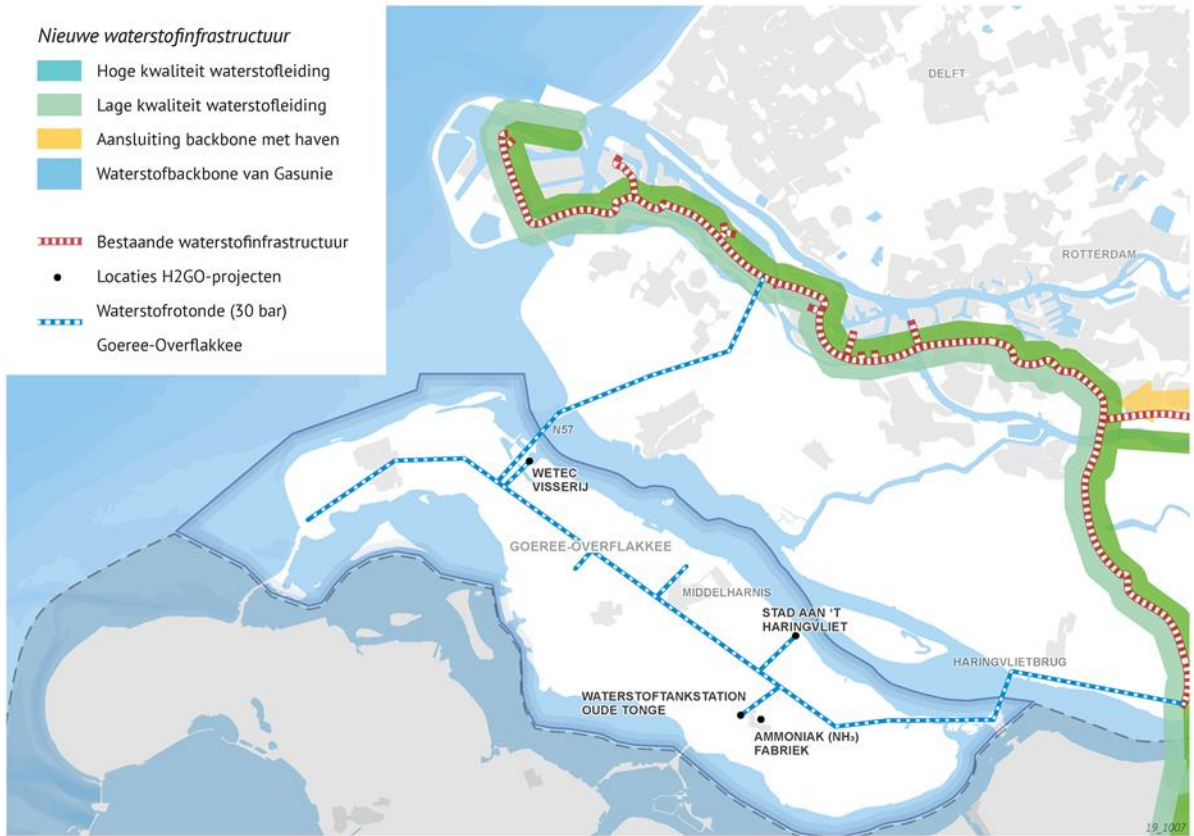 Nieuwe waterstofinfrastructuur
Hoge kwaliteit waterstofleiding
Lage kwaliteit waterstofleiding
Aansluiting backbone met haven
Waterstofbackbone van Gasunie
Bestaande waterstofinfrastructuur
Locaties H2GO-projecten
Waterstofrotonde (30 bar)
Goeree-Overflakkee
DELFT
ROTTERDAM
N57
WETEC
VISSERIJ
GOEREE-OVERFLAKKEE
MIDDELHARNIS
STAD AAN 'T
HARINGVLIET
HARINGVLIETBRUG
WATERSTOFTANKSTATION
OUDE TONGE
AMMONIAK (NH₃)
FABRIEK
19_1007